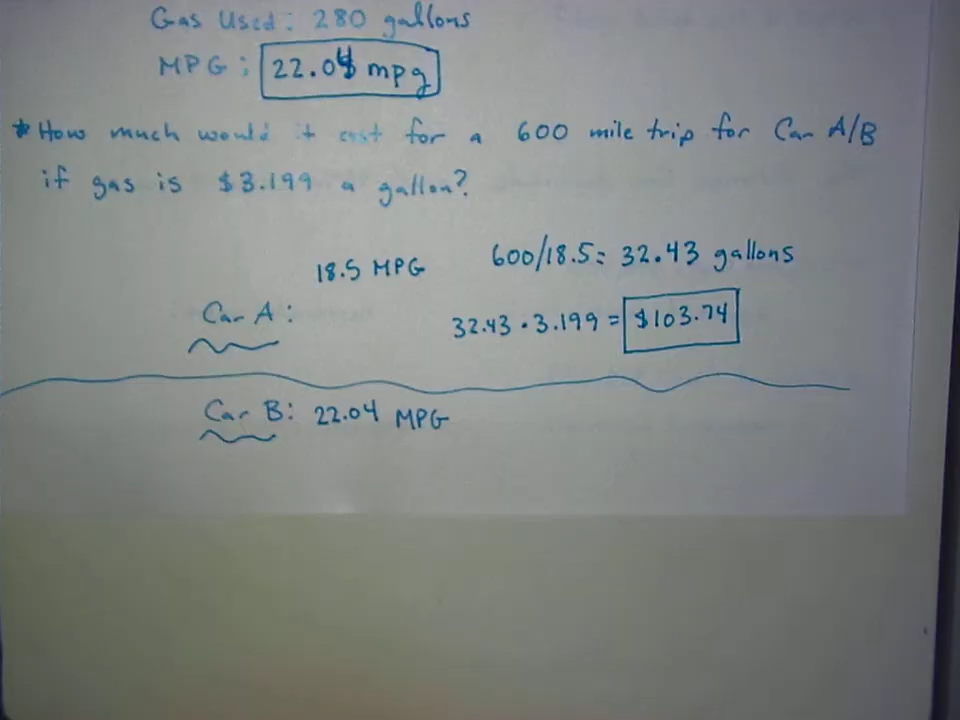 Gas Used: 280 gallons
MPG: 22.04 mpg
*How much would it cost for a 600 mile trip for Car A/B
if gas is $3.199 a gallon?
18.5 MPG 600/18.5= 32.43 gallons
Car A:
32.43 · 3.199 = $103.74
Car B: 22.04 MPG